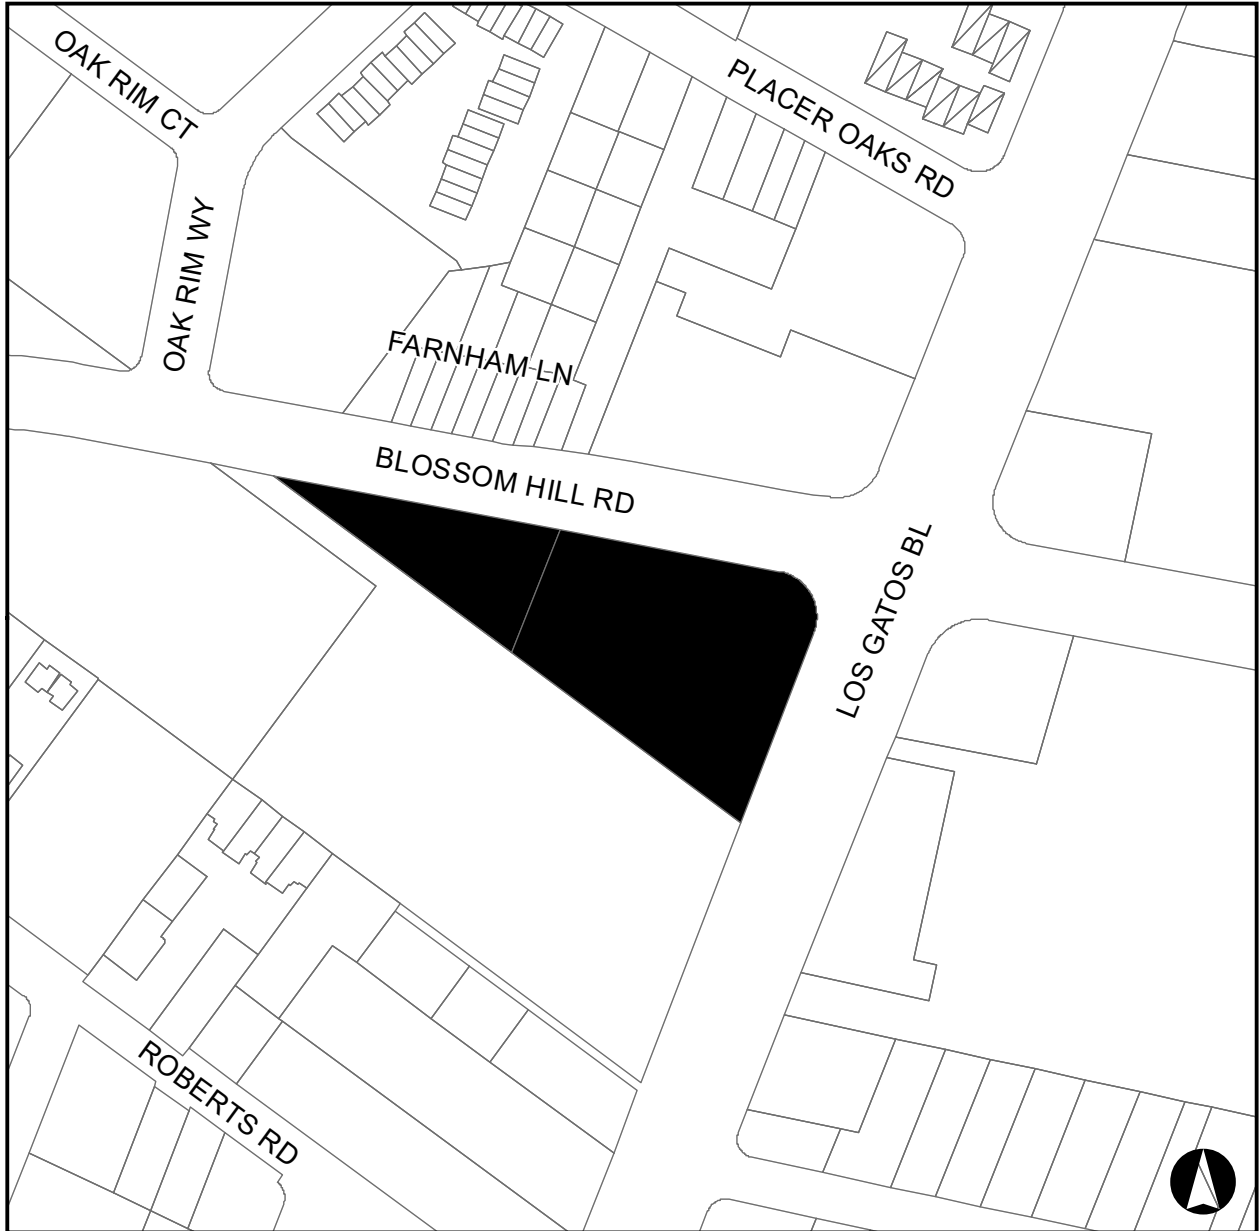 OAK RIM CT
PLACER OAKS RD
OAK RIM WY
FARNHAM LN
BLOSSOM HILL RD
LOS GATOS BL
ROBERTS RD